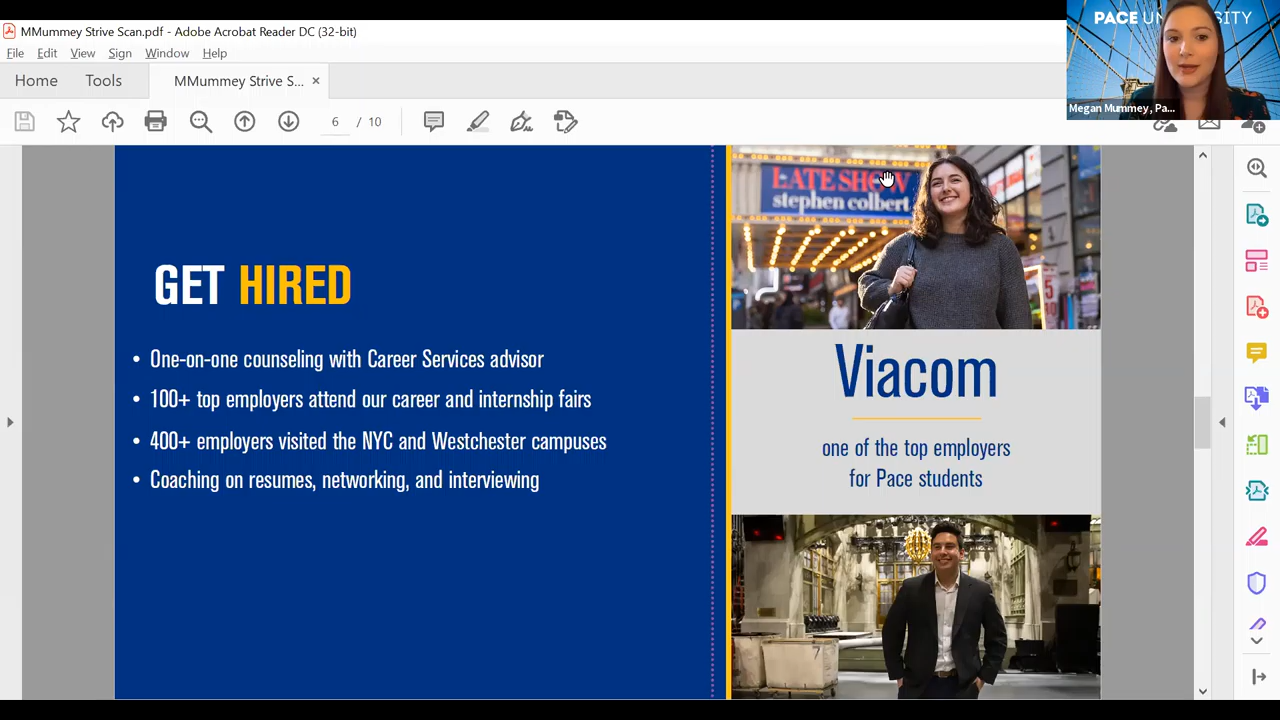 MMummey Strive Scan.pdf - Adobe Acrobat Reader DC (32-bit)
File Edit View Sign Window Help
Home Tools MMummey Strive S... ×
6 / 10
PACE UNIVERSITY
Megan Mummey, Pa...
GET HIRED
• One-on-one counseling with Career Services advisor
• 100+ top employers attend our career and internship fairs
• 400+ employers visited the NYC and Westchester campuses
• Coaching on resumes, networking, and interviewing
LATE SHOW
stephen colbert
Viacom
one of the top employers
for Pace students
7